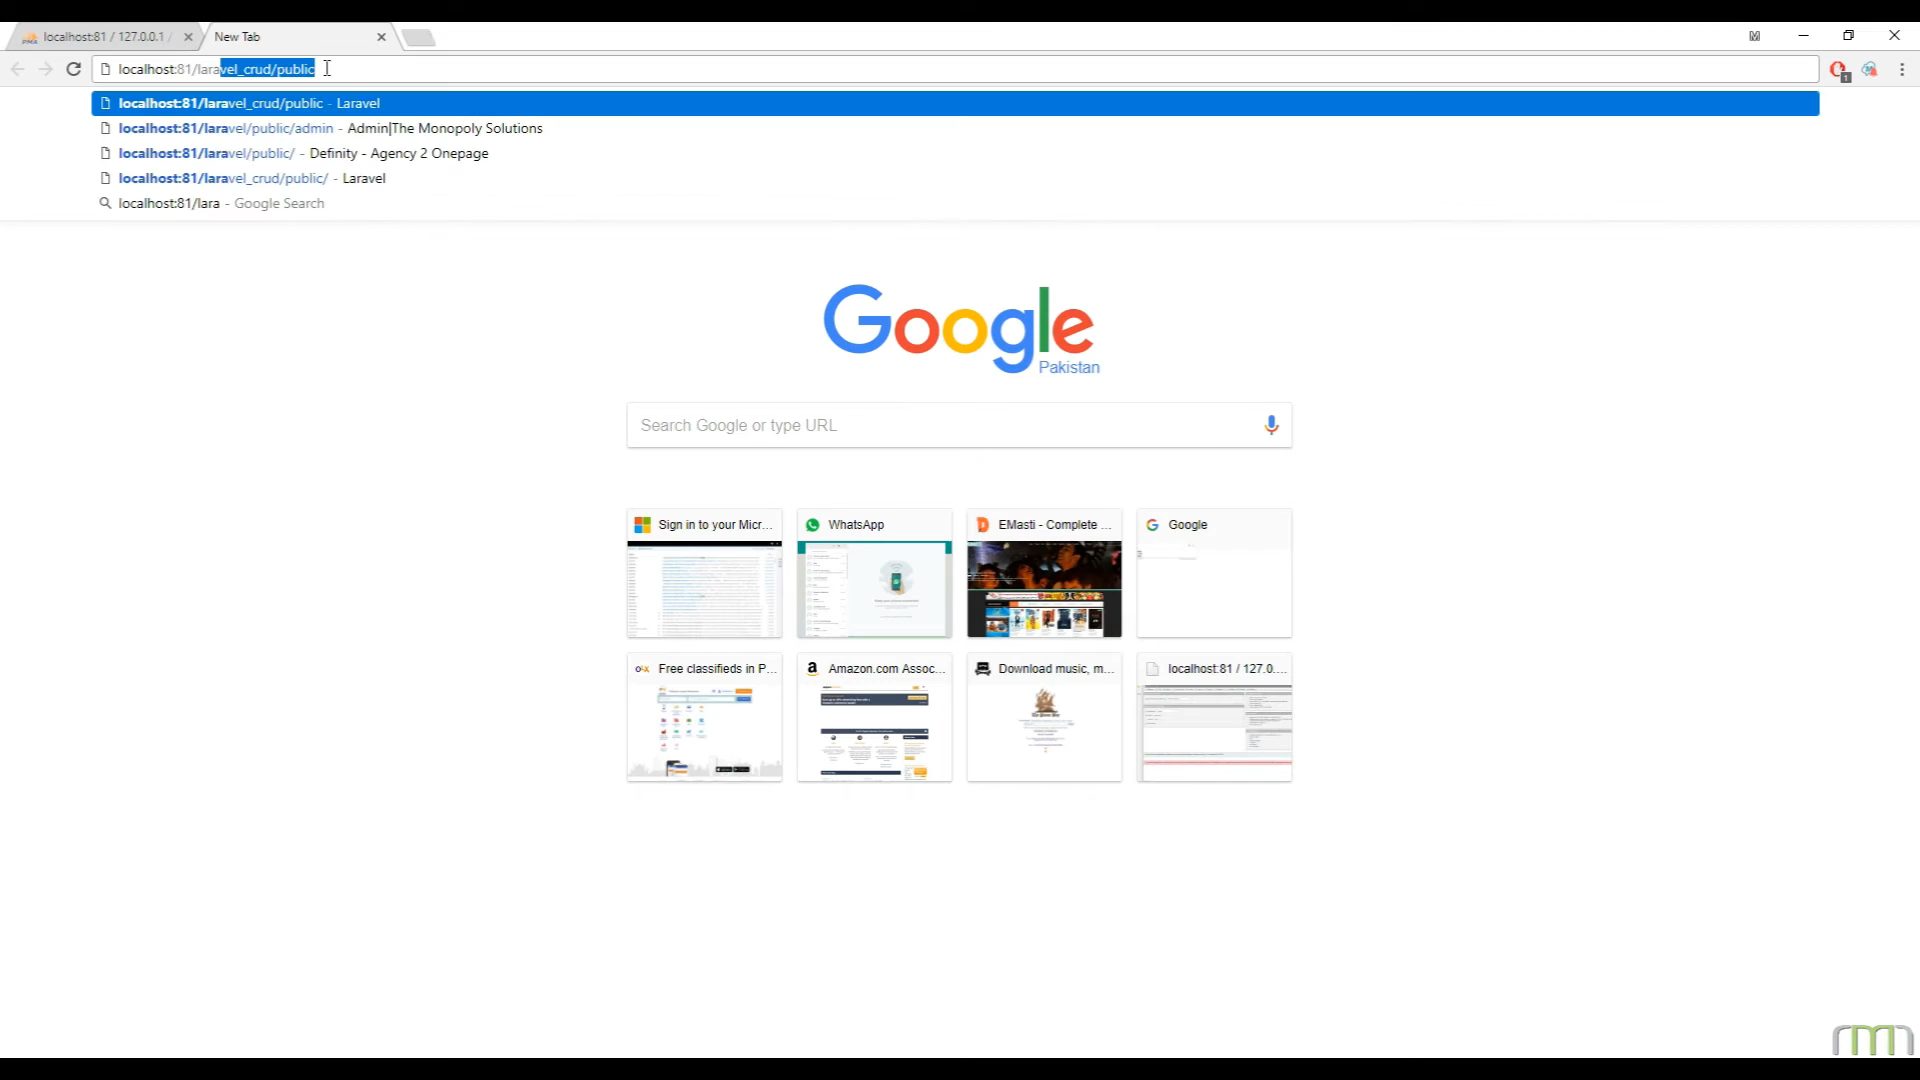 localhost:81 / 127.0.0.1 /
New Tab
localhost:81/laravel_crud/public
localhost:81/laravel_crud/public - Laravel
localhost:81/laravel/public/admin - Admin|The Monopoly Solutions
localhost:81/laravel/public/ - Definity - Agency 2 Onepage
localhost:81/laravel_crud/public/ - Laravel
localhost:81/lara - Google Search
Google
Pakistan
Search Google or type URL
Sign in to your Micr...
WhatsApp
EMasti - Complete ...
Google
Free classifieds in P...
Amazon.com Assoc...
Download music, m...
localhost:81 / 127.0....